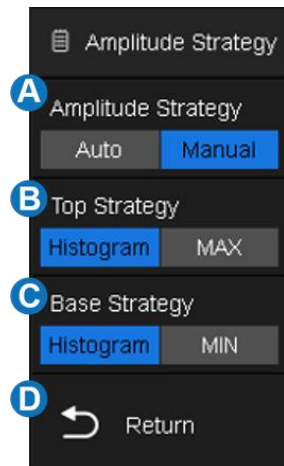 Amplitude Strategy
A
Amplitude Strategy
Auto Manual
B
Top Strategy
Histogram MAX
C
Base Strategy
Histogram MIN
D
Return